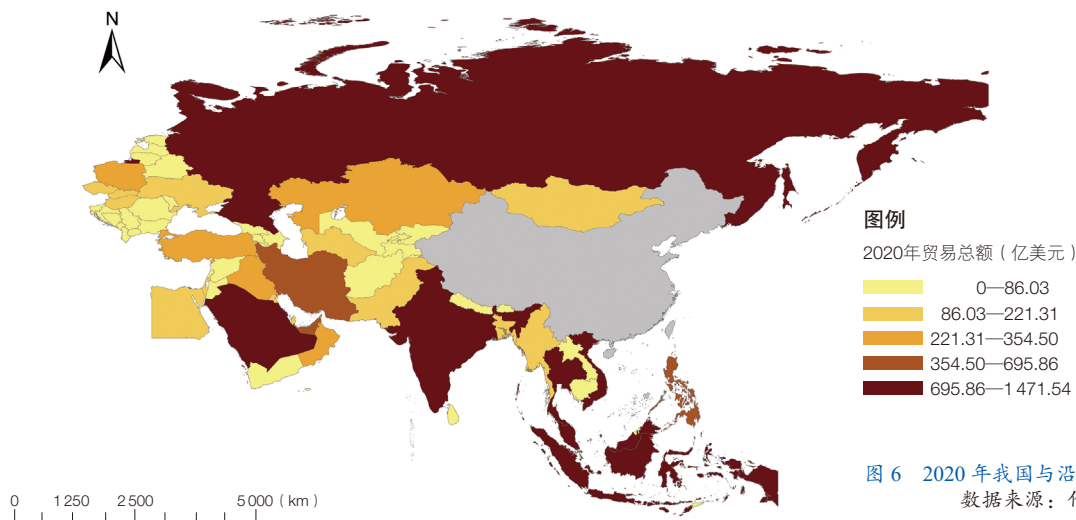 N
图例
2020年贸易总额（亿美元）
0—86.03
86.03—221.31
221.31—354.50
354.50—695.86
695.86—1 471.54
图 6 2020 年我国与沿
数据来源：
0 1 250 2 500 5 000（km）